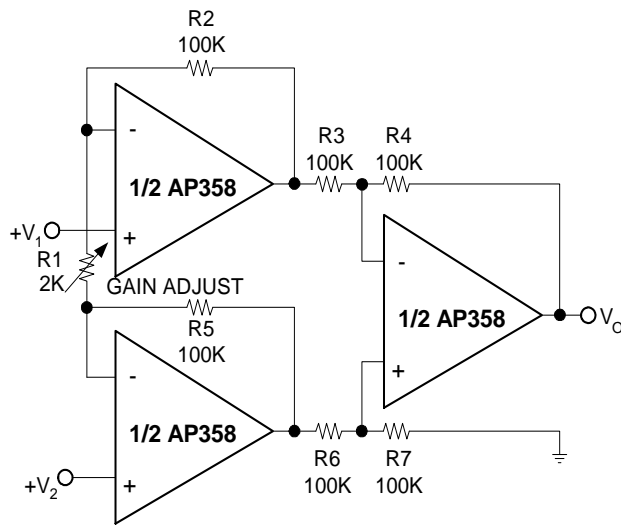 R2
100K
-
1/2 AP358
+
+V1
R1
2K
GAIN ADJUST
R3
100K
R4
100K
-
1/2 AP358
+
VO
R5
100K
-
1/2 AP358
+
+V2
R6
100K
R7
100K